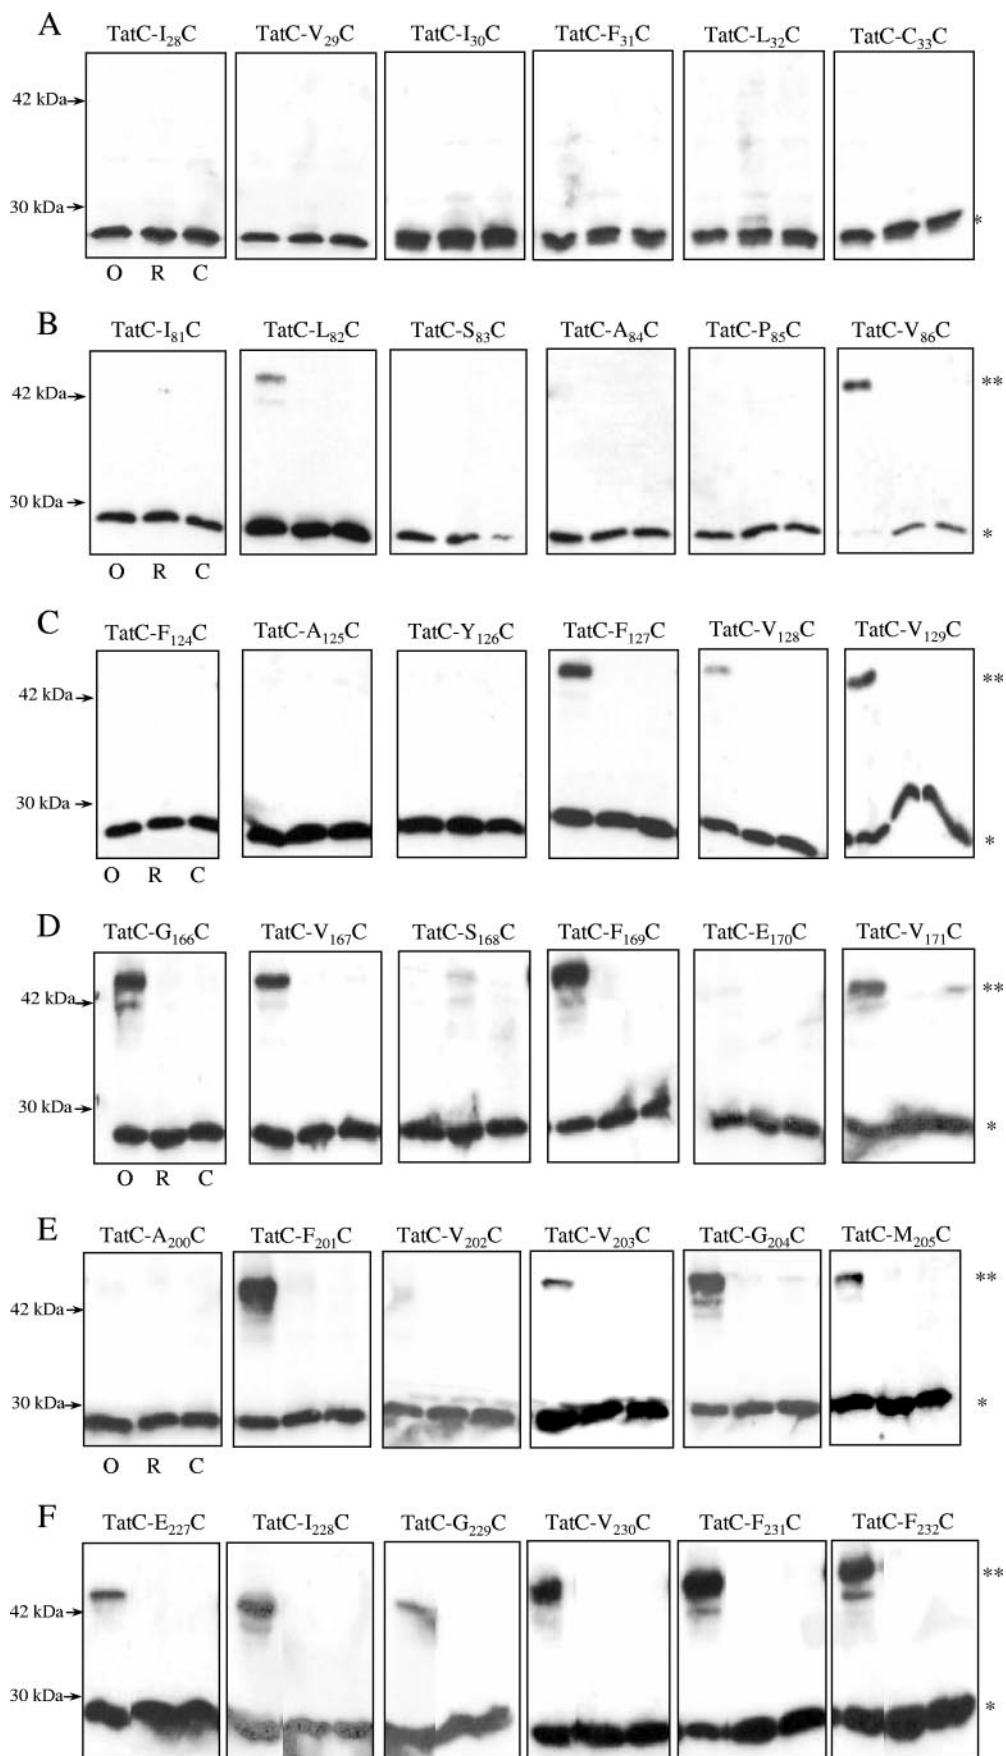 A
TatC-I28C TatC-V29C TatC-I30C TatC-F31C TatC-L32C TatC-C33C
42 kDa
30 kDa
*
O R C
B
TatC-I81C TatC-L82C TatC-S83C TatC-A84C TatC-P85C TatC-V86C
**
42 kDa
30 kDa
*
O R C
C
TatC-F124C TatC-A125C TatC-Y126C TatC-F127C TatC-V128C TatC-V129C
**
42 kDa
30 kDa
*
O R C
D
TatC-G166C TatC-V167C TatC-S168C TatC-F169C TatC-E170C TatC-V171C
**
42 kDa
30 kDa
*
O R C
E
TatC-A200C TatC-F201C TatC-V202C TatC-V203C TatC-G204C TatC-M205C
**
42 kDa
30 kDa
*
O R C
F
TatC-E227C TatC-I228C TatC-G229C TatC-V230C TatC-F231C TatC-F232C
**
42 kDa
30 kDa
*